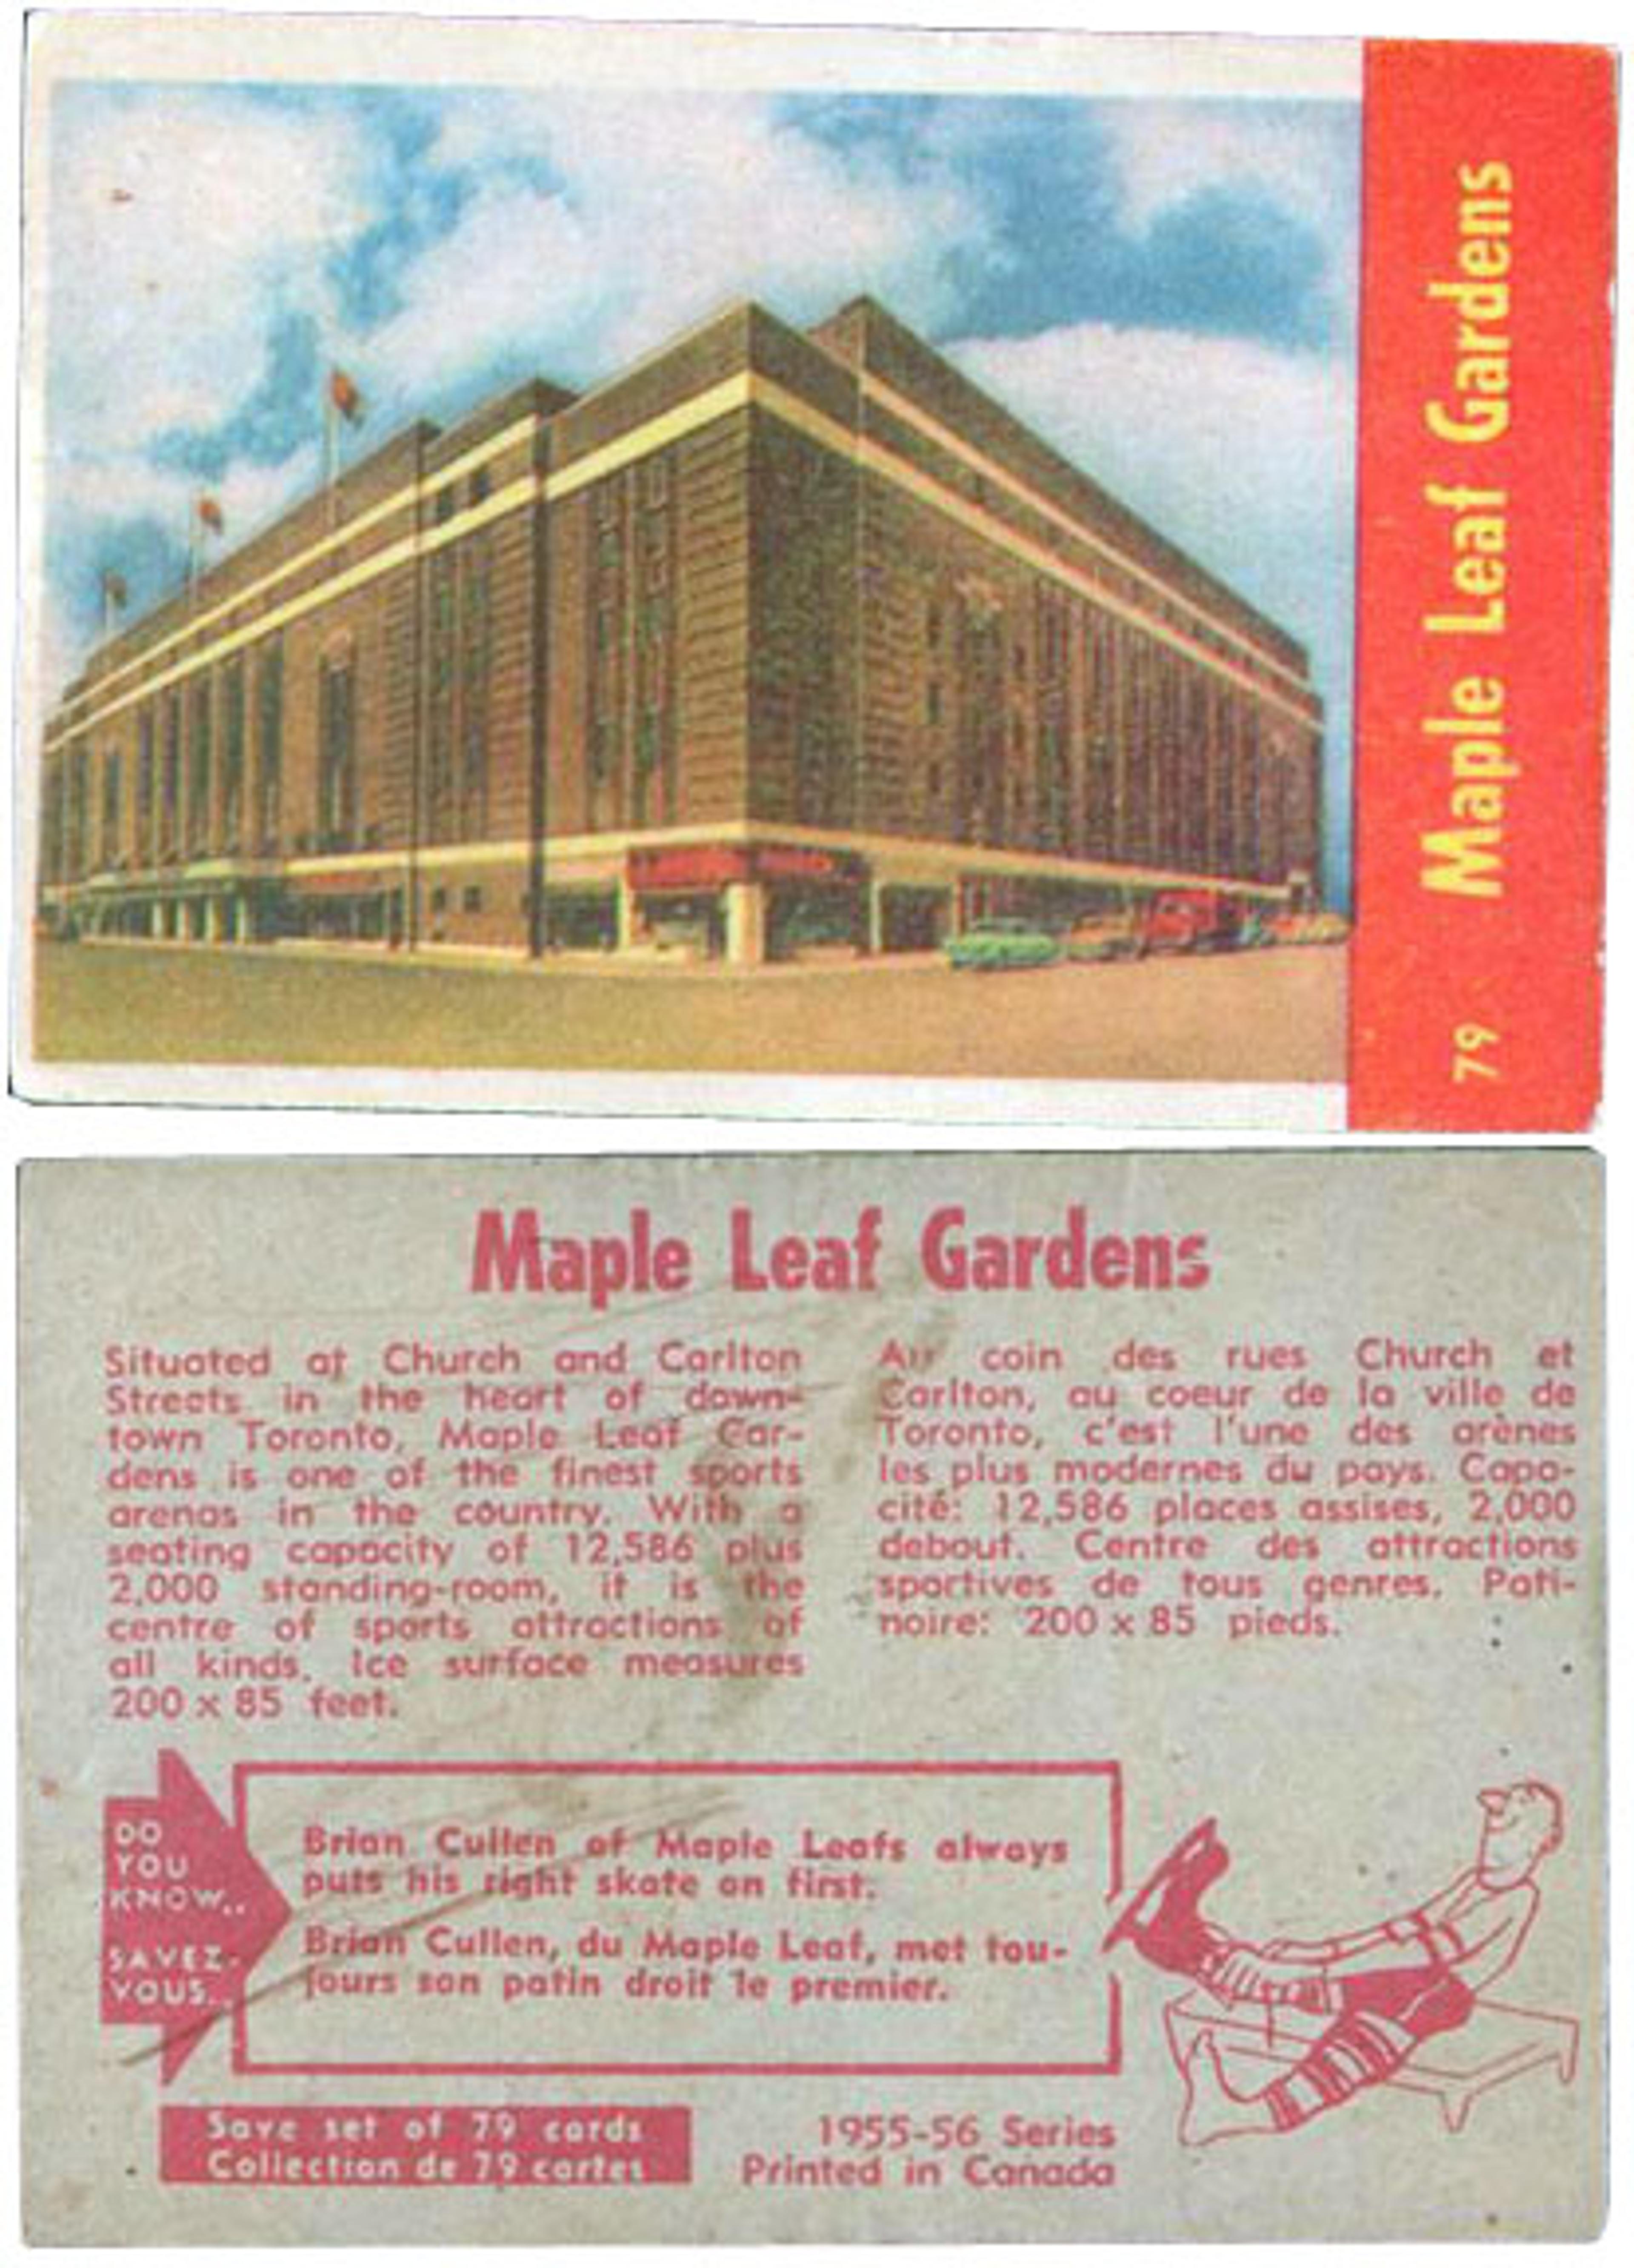 Maple Leaf Gardens
79
Maple Leaf Gardens
Situated at Church and Carlton
Streets in the heart of down-
town Toronto, Maple Leaf Gar-
dens is one of the finest sports
arenas in the country. With a
seating capacity of 12,586 plus
2,000 standing-room, it is the
centre of sports attractions of
all kinds. Ice surface measures
200 x 85 feet.
Au coin des rues Church et
Carlton, au coeur de la ville de
Toronto, c'est l'une des arènes
les plus modernes du pays. Capa-
cité: 12,586 places assises, 2,000
debout. Centre des attractions
sportives de tous genres. Pati-
noire: 200 x 85 pieds.
DO
YOU
KNOW..
SAVEZ-
VOUS..
Brian Cullen of Maple Leafs always
puts his right skate on first.
Brian Cullen, du Maple Leaf, met tou-
jours son patin droit le premier.
Save set of 79 cards
Collection de 79 cartes
1955-56 Series
Printed in Canada